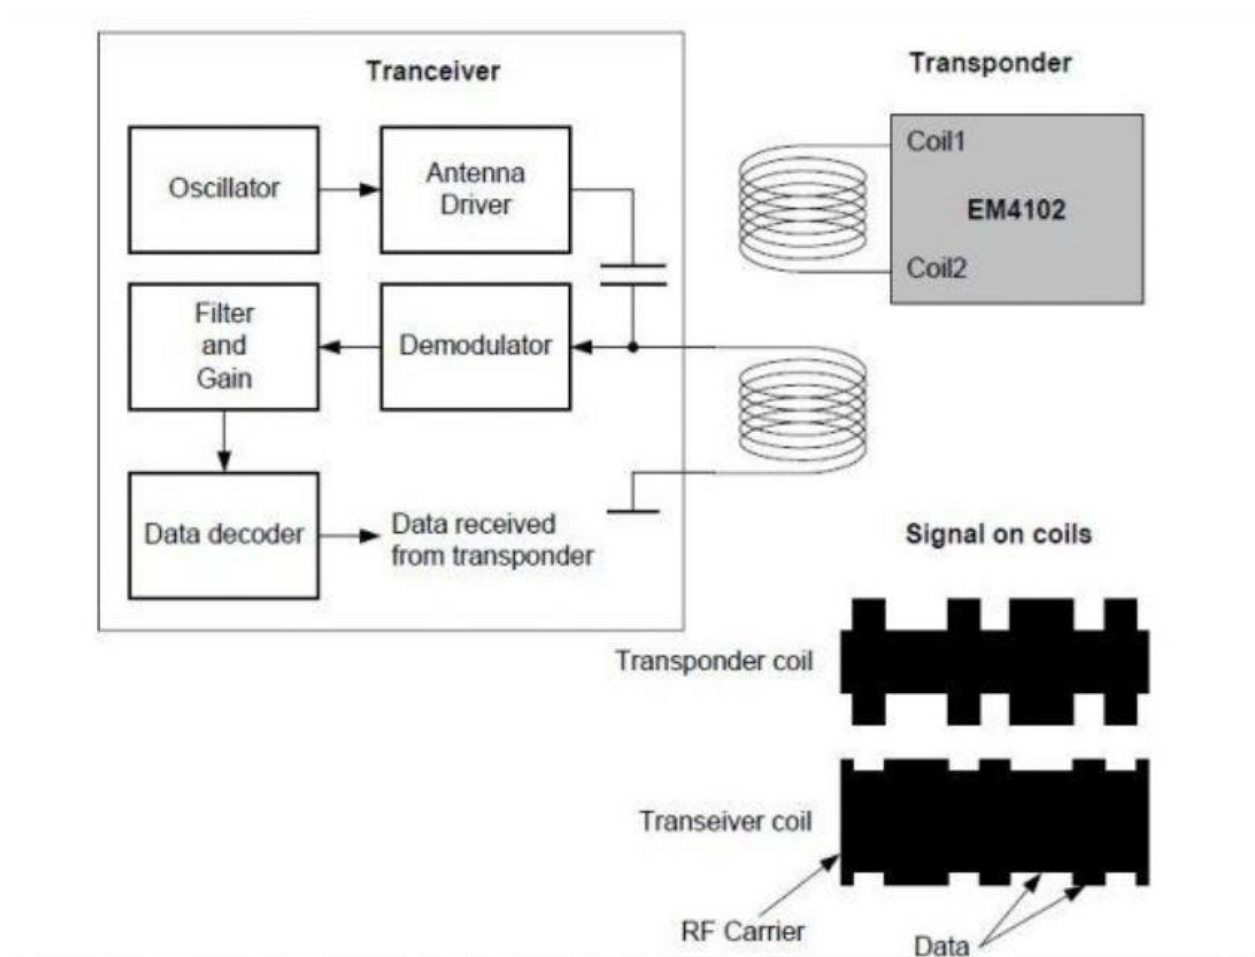 Tranceiver
Transponder
Oscillator
Antenna
Driver
Coil1
EM4102
Coil2
Filter
and
Gain
Demodulator
Data decoder
Data received
from transponder
Signal on coils
Transponder coil
Transeiver coil
RF Carrier
Data